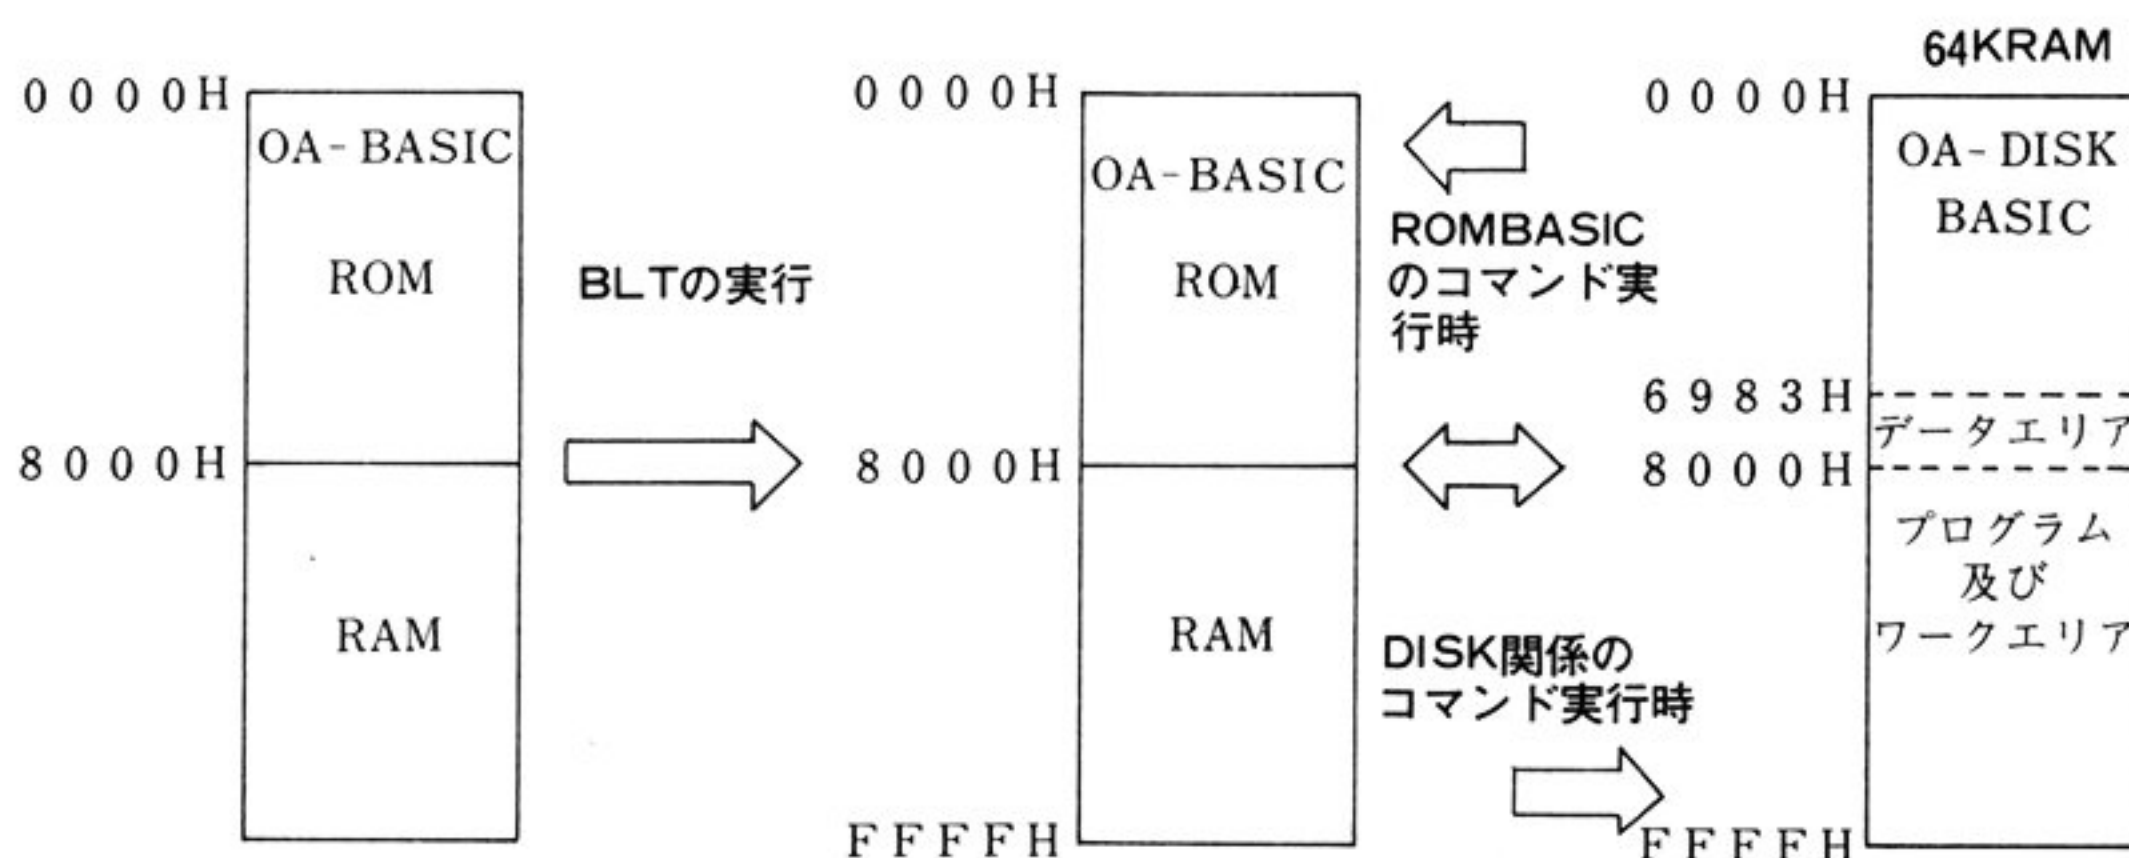 0000H
OA-BASIC
ROM
8000H
RAM
BLTの実行
0000H
OA-BASIC
ROM
8000H
RAM
FFFFH
ROMBASIC
のコマンド実
行時
DISK関係の
コマンド実行時
64KRAM
0000H
OA-DISK
BASIC
6983H
データエリア
8000H
プログラム
及び
ワークエリア
FFFFH